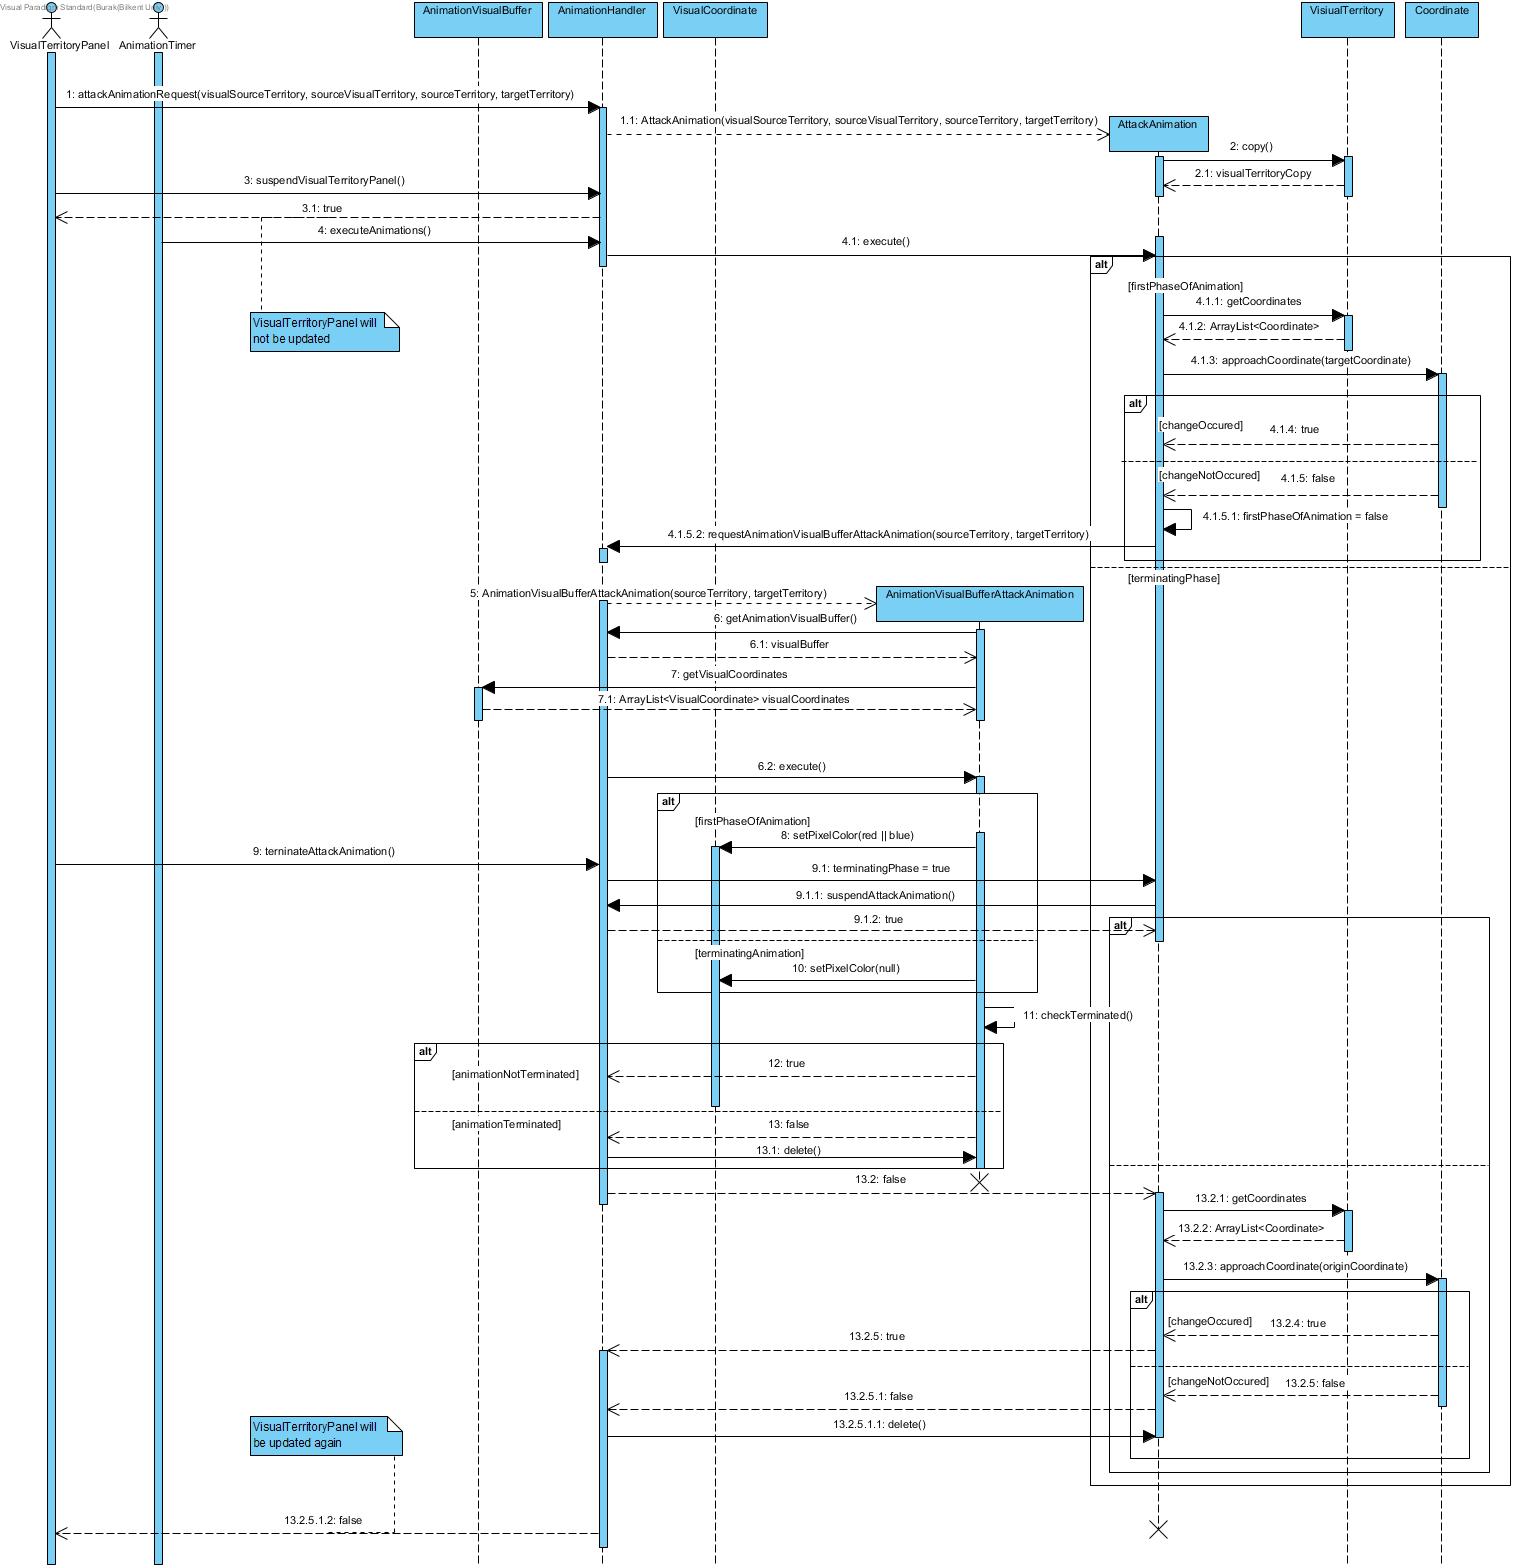 Visual Paradigm Standard(Burak(Bilkent Univ.))
VisualTerritoryPanel
AnimationTimer
AnimationVisualBuffer
AnimationHandler
VisualCoordinate
VisiualTerritory
Coordinate
1: attackAnimationRequest(visualSourceTerritory, sourceVisualTerritory, sourceTerritory, targetTerritory)
1.1: AttackAnimation(visualSourceTerritory, sourceVisualTerritory, sourceTerritory, targetTerritory)
AttackAnimation
2: copy()
2.1: visualTerritoryCopy
3: suspendVisualTerritoryPanel()
3.1: true
4: executeAnimations()
4.1: execute()
alt
[firstPhaseOfAnimation]
4.1.1: getCoordinates
VisualTerritoryPanel will
not be updated
4.1.2: ArrayList<Coordinate>
4.1.3: approachCoordinate(targetCoordinate)
alt
[changeOccured]
4.1.4: true
[changeNotOccured]
4.1.5: false
4.1.5.1: firstPhaseOfAnimation = false
4.1.5.2: requestAnimationVisualBufferAttackAnimation(sourceTerritory, targetTerritory)
[terminatingPhase]
5: AnimationVisualBufferAttackAnimation(sourceTerritory, targetTerritory)
AnimationVisualBufferAttackAnimation
6: getAnimationVisualBuffer()
6.1: visualBuffer
7: getVisualCoordinates
7.1: ArrayList<VisualCoordinate> visualCoordinates
6.2: execute()
alt
[firstPhaseOfAnimation]
8: setPixelColor(red || blue)
9: terninateAttackAnimation()
9.1: terminatingPhase = true
9.1.1: suspendAttackAnimation()
9.1.2: true
alt
[terminatingAnimation]
10: setPixelColor(null)
11: checkTerminated()
alt
12: true
[animationNotTerminated]
[animationTerminated]
13: false
13.1: delete()
13.2: false
13.2.1: getCoordinates
13.2.2: ArrayList<Coordinate>
13.2.3: approachCoordinate(originCoordinate)
alt
[changeOccured]
13.2.4: true
13.2.5: true
[changeNotOccured]
13.2.5: false
13.2.5.1: false
13.2.5.1.1: delete()
VisualTerritoryPanel will
be updated again
13.2.5.1.2: false